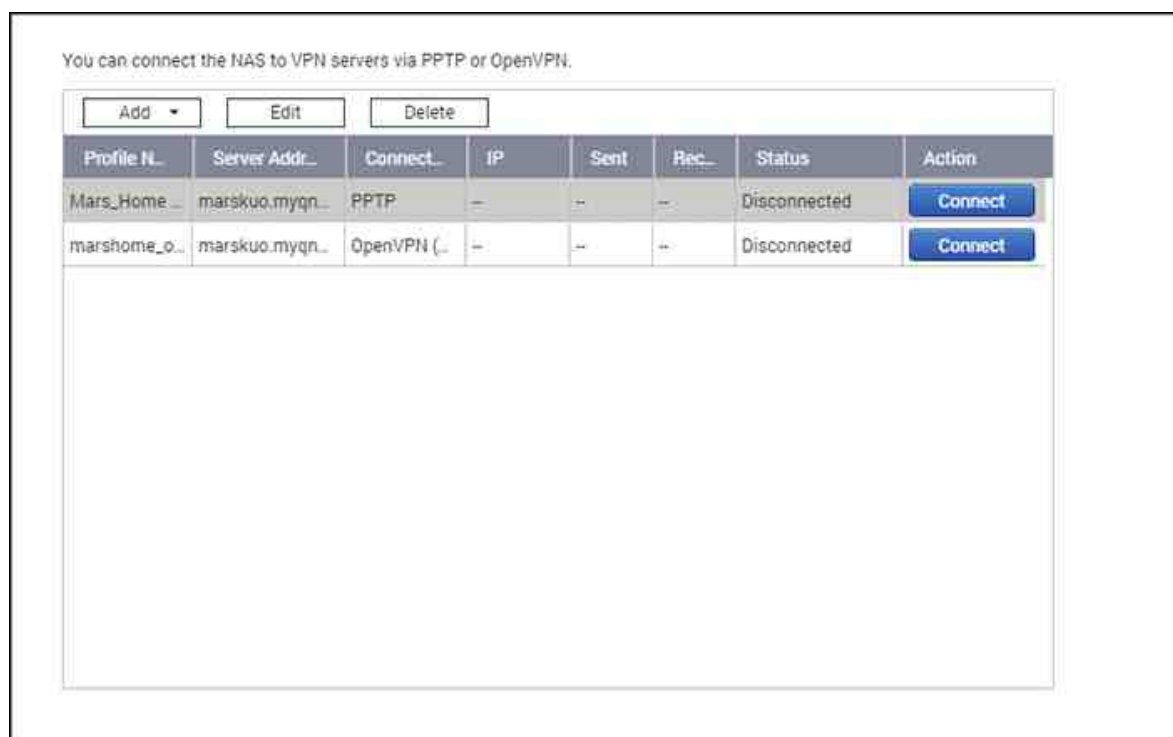 You can connect the NAS to VPN servers via PPTP or OpenVPN.
Add Edit Delete
Profile N... Server Addr... Connect... IP Sent Rec... Status Action
Mars_Home ... marskuo.myqn... PPTP -- -- -- Disconnected Connect
marshome_o... marskuo.myqn... OpenVPN (... -- -- -- Disconnected Connect